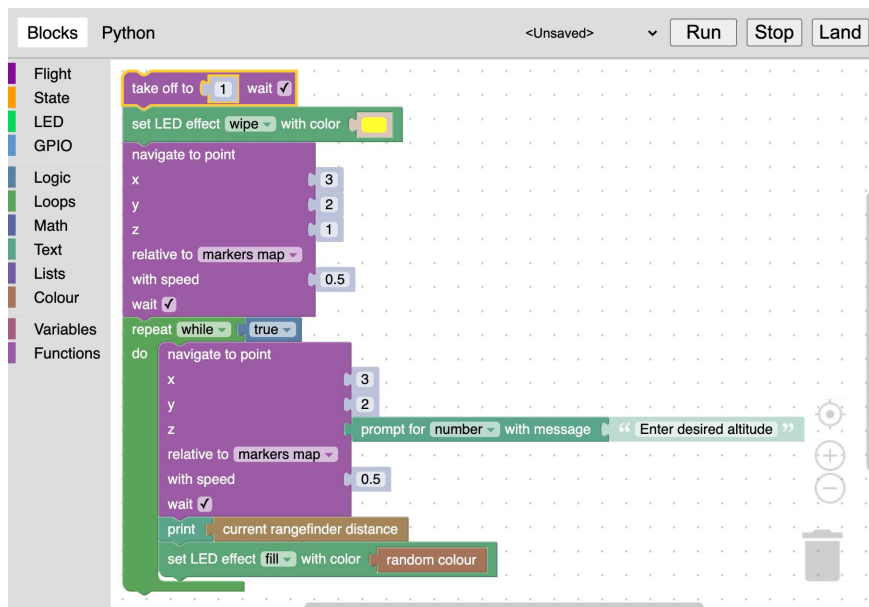 Blocks Python <Unsaved> Run Stop Land
Flight
State
LED
GPIO
Logic
Loops
Math
Text
Lists
Colour
Variables
Functions
take off to 1 wait ✓
set LED effect wipe with color
navigate to point
x 3
y 2
z 1
relative to markers map
with speed 0.5
wait ✓
repeat while true
do navigate to point
x 3
y 2
z prompt for number with message “ Enter desired altitude ”
relative to markers map
with speed 0.5
wait ✓
print current rangefinder distance
set LED effect fill with color random colour